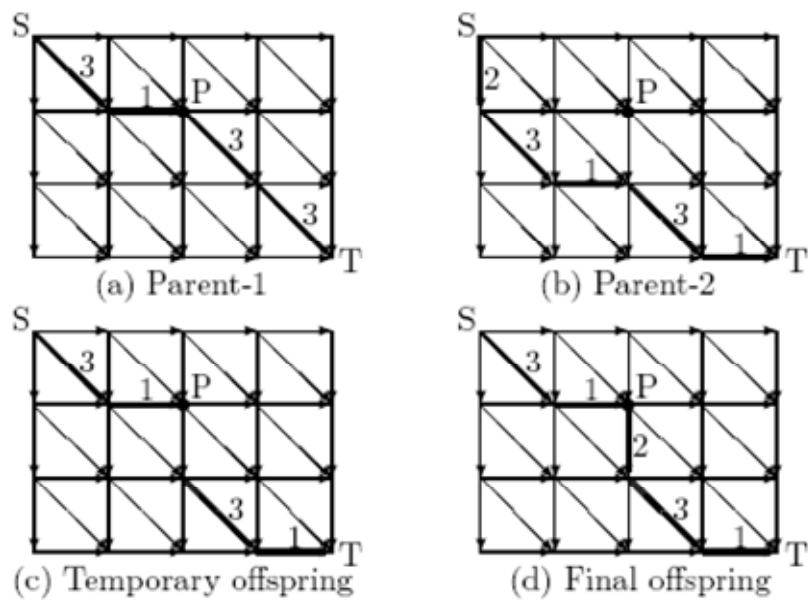 S
3
1 P
3
3
T
(a) Parent-1
S
2
P
3
1
3
1
T
(b) Parent-2
S
3
1 P
3
1
T
(c) Temporary offspring
S
3
1 P
2
3
1
T
(d) Final offspring